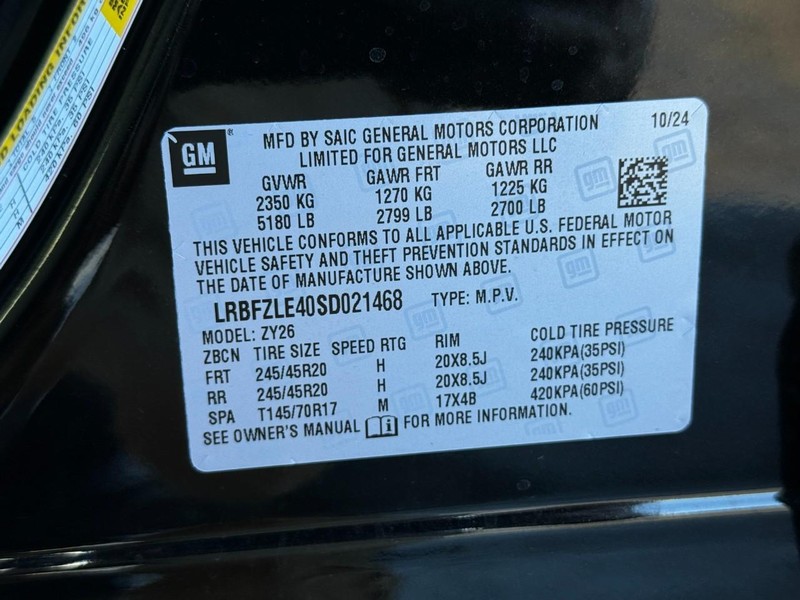 GM
MFD BY SAIC GENERAL MOTORS CORPORATION 10/24
LIMITED FOR GENERAL MOTORS LLC
GVWR GAWR FRT GAWR RR
2350 KG 1270 KG 1225 KG
5180 LB 2799 LB 2700 LB
THIS VEHICLE CONFORMS TO ALL APPLICABLE U.S. FEDERAL MOTOR
VEHICLE SAFETY AND THEFT PREVENTION STANDARDS IN EFFECT ON
THE DATE OF MANUFACTURE SHOWN ABOVE.
LRBFZLE40SD021468 TYPE: M.P.V.
MODEL: ZY26
ZBCN TIRE SIZE SPEED RTG RIM COLD TIRE PRESSURE
FRT 245/45R20 H 20X8.5J 240KPA(35PSI)
RR 245/45R20 H 20X8.5J 240KPA(35PSI)
SPA T145/70R17 M 17X4B 420KPA(60PSI)
SEE OWNER'S MANUAL FOR MORE INFORMATION.
LOADING INFOR